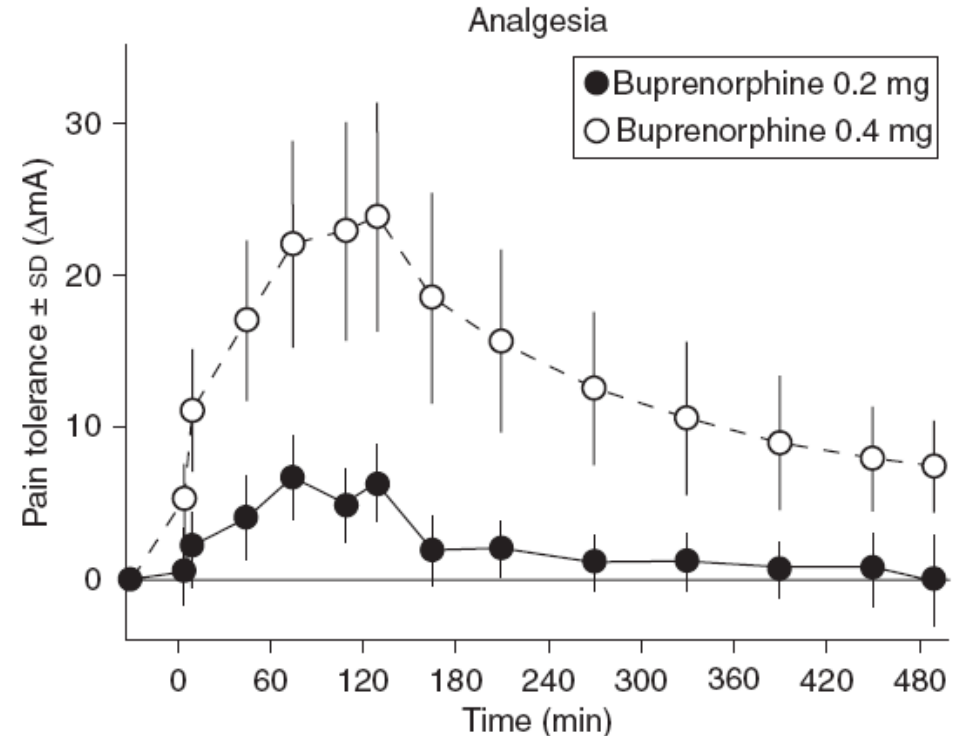 Analgesia
Buprenorphine 0.2 mg
Buprenorphine 0.4 mg
Pain tolerance ± SD (ΔmA)
30
20
10
0
0 60 120 180 240 300 360 420 480
Time (min)